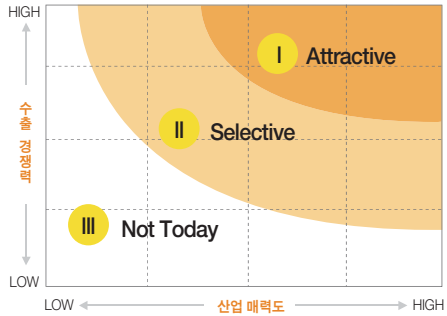 HIGH
수출 경쟁력
LOW
Ⅰ Attractive
Ⅱ Selective
Ⅲ Not Today
LOW 산업 매력도 HIGH